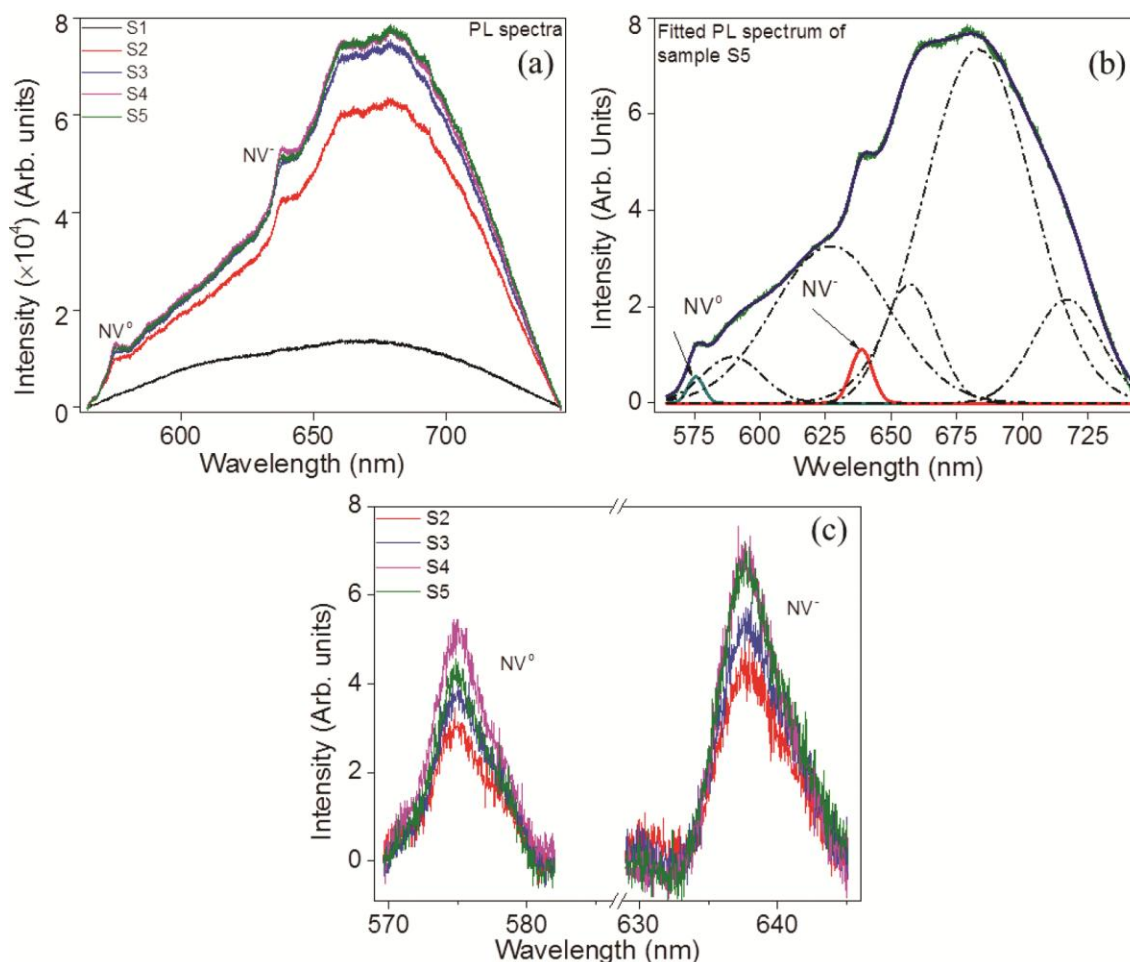 S1
S2
S3
S4
S5
PL spectra
(a)
NV⁻
NV⁰
Intensity (×10⁴) (Arb. units)
8
6
4
2
0
600
650
700
Wavelength (nm)
Fitted PL spectrum of
sample S5
(b)
NV⁰
NV⁻
Intensity (Arb. Units)
8
6
4
2
0
575
600
625
650
675
700
725
Wvelength (nm)
S2
S3
S4
S5
(c)
NV⁰
NV⁻
Intensity (Arb. units)
8
6
4
2
0
570
580
630
640
Wavelength (nm)